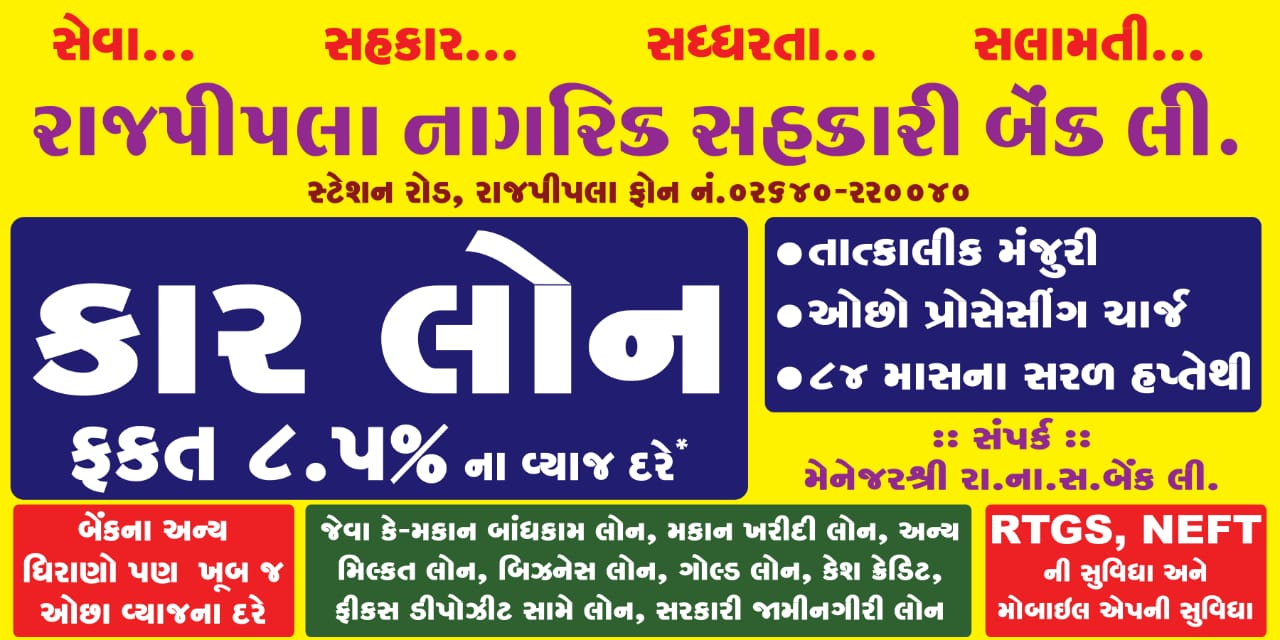 સેવા... સહકાર... સધ્ધરતા... સલામતી...
રાજપીપલા નાગરિક સહકારી બેંક લી.
સ્ટેશન રોડ, રાજપીપલા ફોન નં.૦૨૬૪૦-૨૨૦૦૪૦
કાર લોન
ફકત ૮.૫% ના વ્યાજ દરે*
●તાત્કાલીક મંજુરી
●ઓછો પ્રોસેસીંગ ચાર્જ
●૮૪ માસના સરળ હપ્તેથી
:: સંપર્ક ::
મેનેજરશ્રી રા.ના.સ.બેંક લી.
બેંકના અન્ય
ધિરાણો પણ ખૂબ જ
ઓછા વ્યાજના દરે
જેવા કે-મકાન બાંધકામ લોન, મકાન ખરીદી લોન, અન્ય
મિલ્કત લોન, બિઝનેસ લોન, ગોલ્ડ લોન, કેશ ક્રેડિટ,
ફીકસ ડીપોઝીટ સામે લોન, સરકારી જામીનગીરી લોન
RTGS, NEFT
ની સુવિધા અને
મોબાઇલ એપની સુવિધા